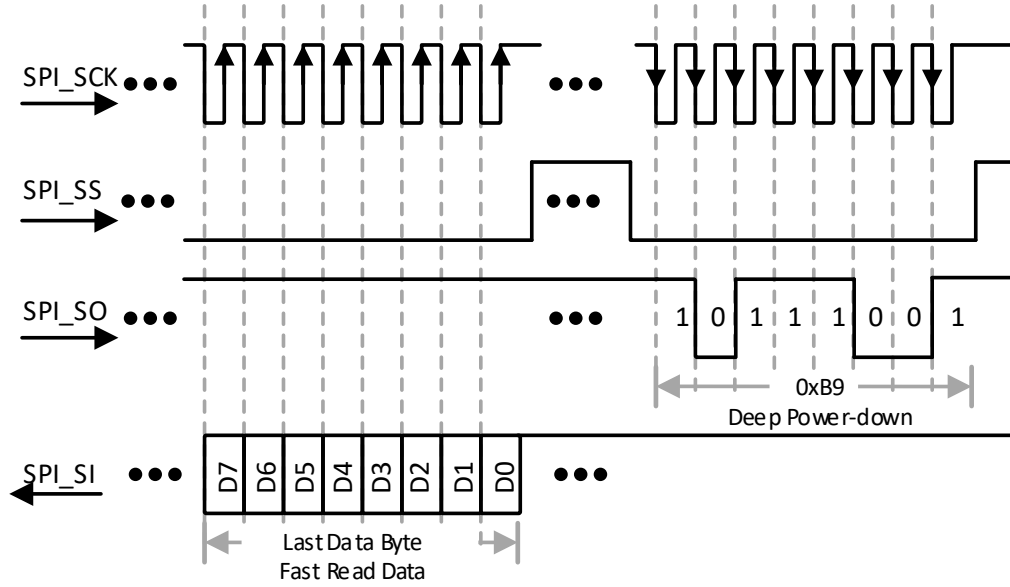 SPI_SCK
SPI_SS
SPI_SO
1 0 1 1 1 0 0 1
0xB9
Deep Power-down
SPI_SI
D7 D6 D5 D4 D3 D2 D1 D0
Last Data Byte
Fast Read Data